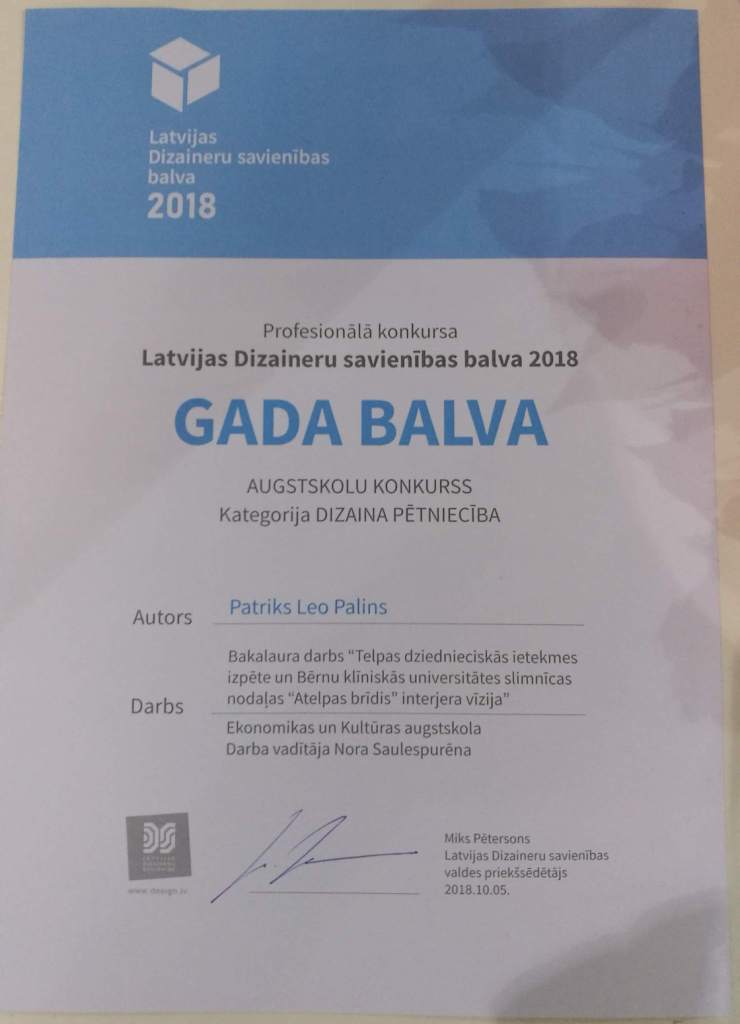 Latvijas
Dizaineru savienības
balva
2018
Profesionālā konkursa
Latvijas Dizaineru savienības balva 2018
GADA BALVA
AUGSTSKOLU KONKURSS
Kategorija DIZAINA PĒTNIECĪBA
Autors
Patriks Leo Palins
Bakalaura darbs “Telpas dziednieciskās ietekmes
izpēte un Bērnu klīniskās universitātes slimnīcas
nodaļas “Atelpas brīdis” interjera vīzija”
Darbs
Ekonomikas un Kultūras augstskola
Darba vadītāja Nora Saulespurēna
www.design.lv
Miks Pētersons
Latvijas Dizaineru savienības
valdes priekšsēdētājs
2018.10.05.